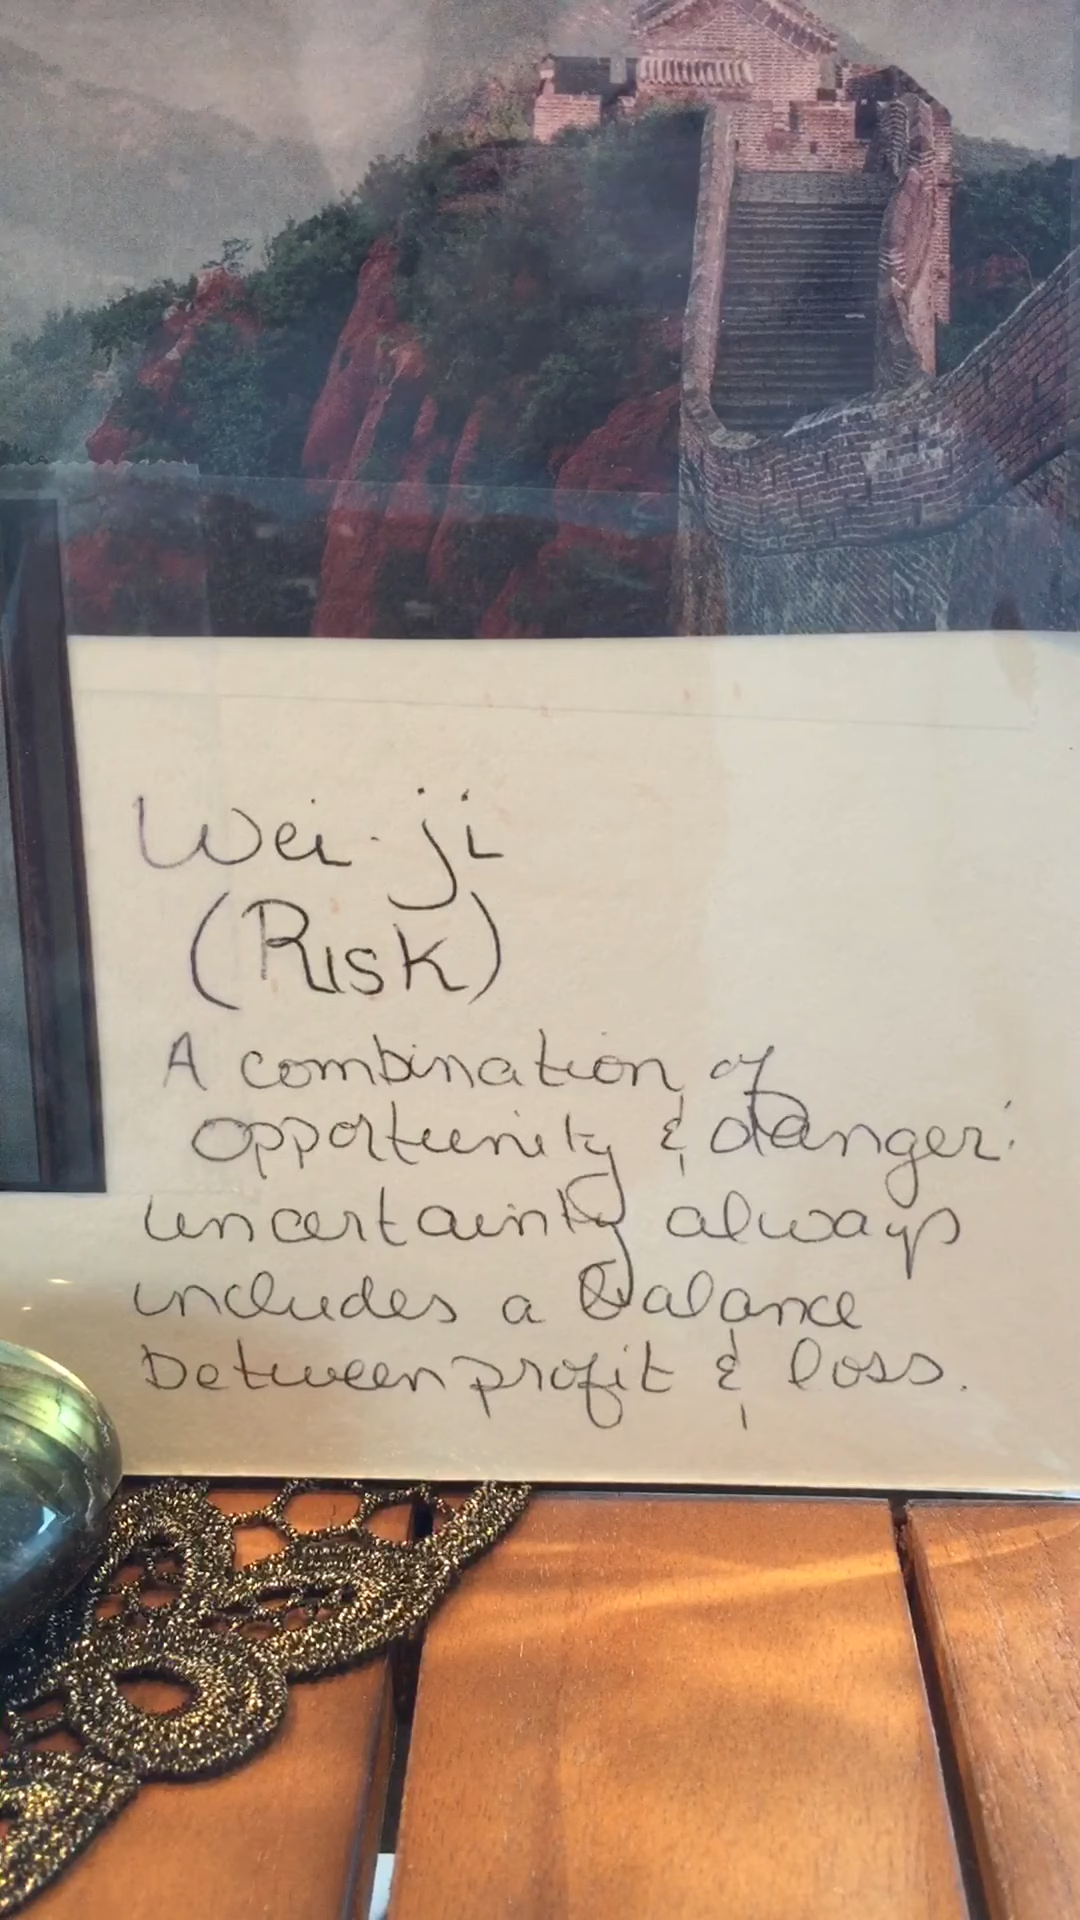 Wei-ji
(Risk)
A combination of
opportunity & danger:
uncertainty always
includes a balance
between profit & loss.